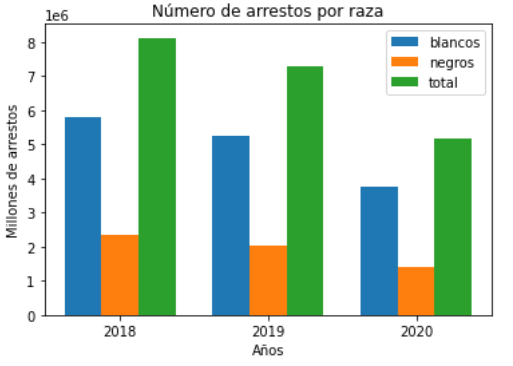 Número de arrestos por raza
1e6
8
7
6
5
4
3
2
1
0
Millones de arrestos
blancos
negros
total
2018 2019 2020
Años